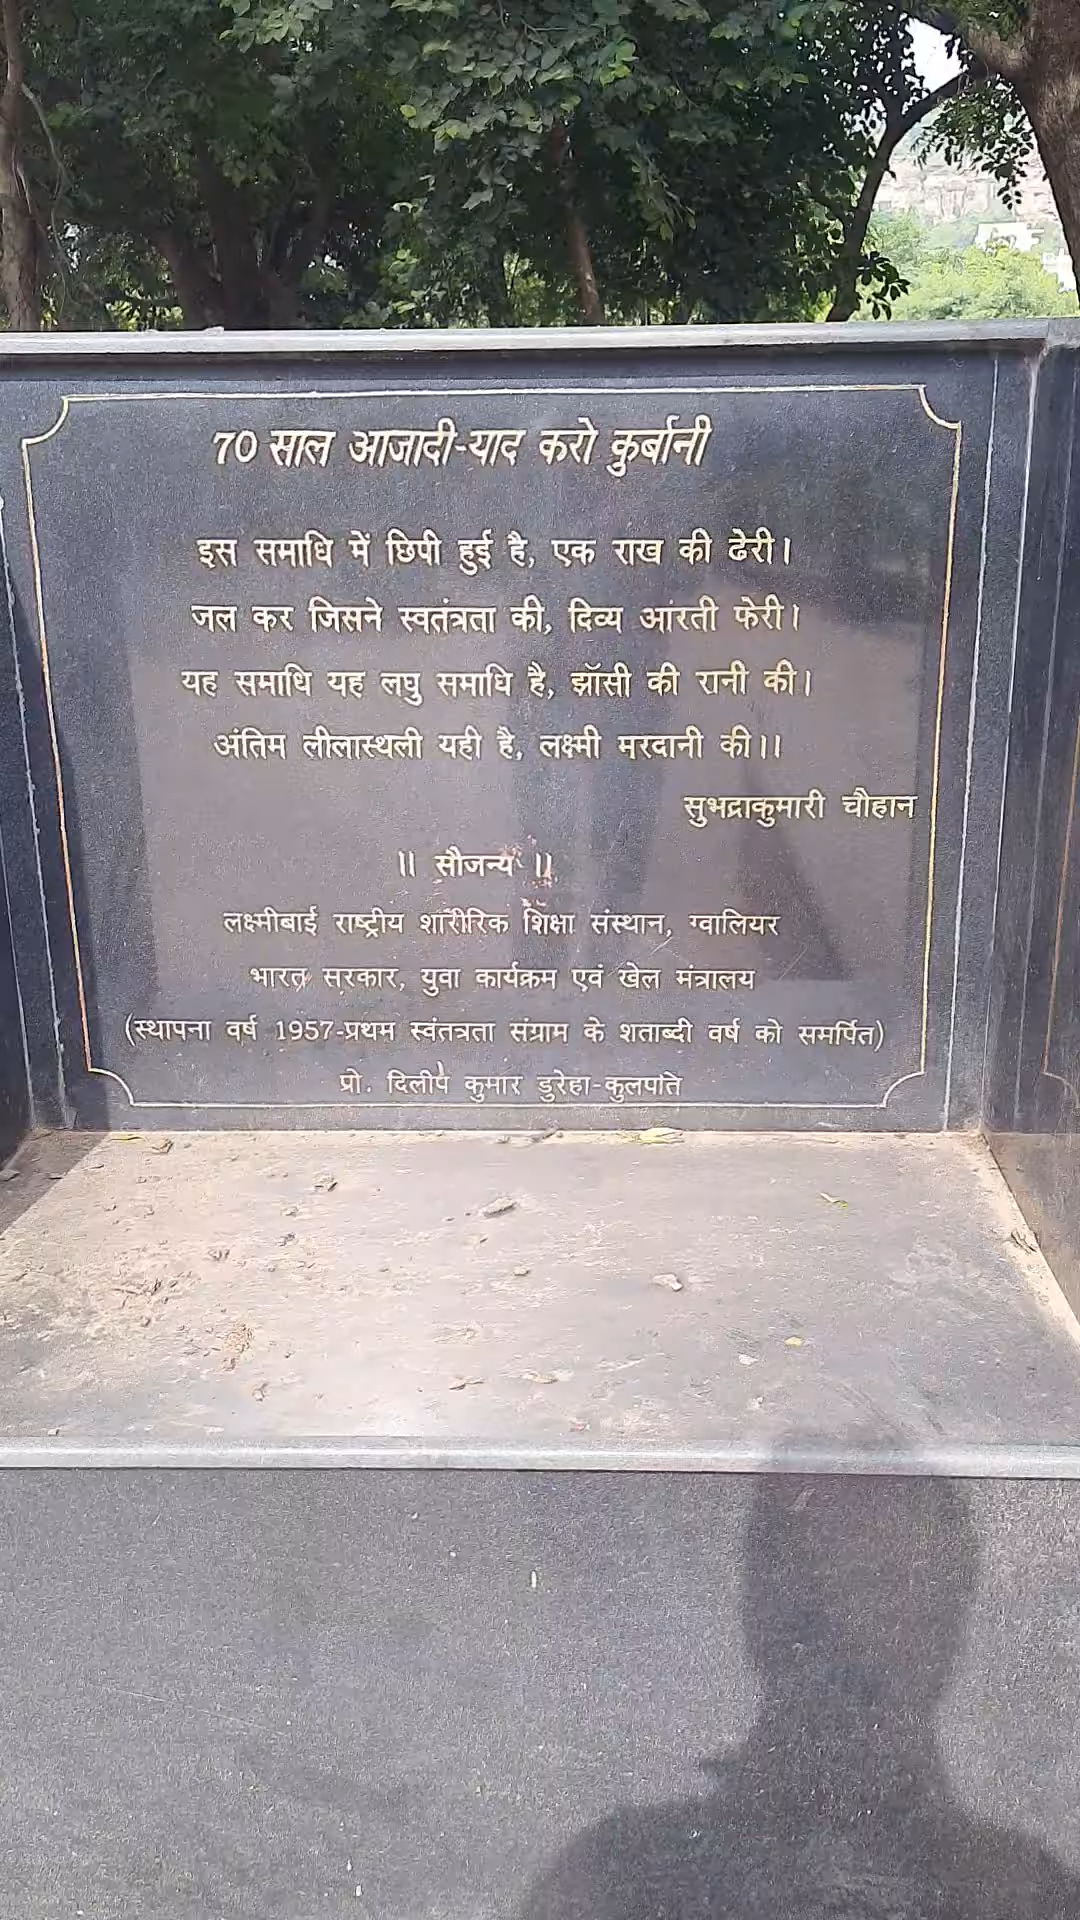 70 साल आजादी-याद करो कुर्बानी
इस समाधि में छिपी हुई है, एक राख की ढेरी।
जल कर जिसने स्वतंत्रता की, दिव्य आंरती फेरी।
यह समाधि यह लघु समाधि है, झॉसी की रानी की।
अंतिम लीलास्थली यही है, लक्ष्मी मरदानी की।।
सुभद्राकुमारी चौहान
।। सौजन्य ।।
लक्ष्मीबाई राष्ट्रीय शारीरिक शिक्षा संस्थान, ग्वालियर
भारत सरकार, युवा कार्यक्रम एवं खेल मंत्रालय
(स्थापना वर्ष 1957-प्रथम स्वंतत्रता संग्राम के शताब्दी वर्ष को समर्पित)
प्रो. दिलीप कुमार डुरेहा-कुलपति